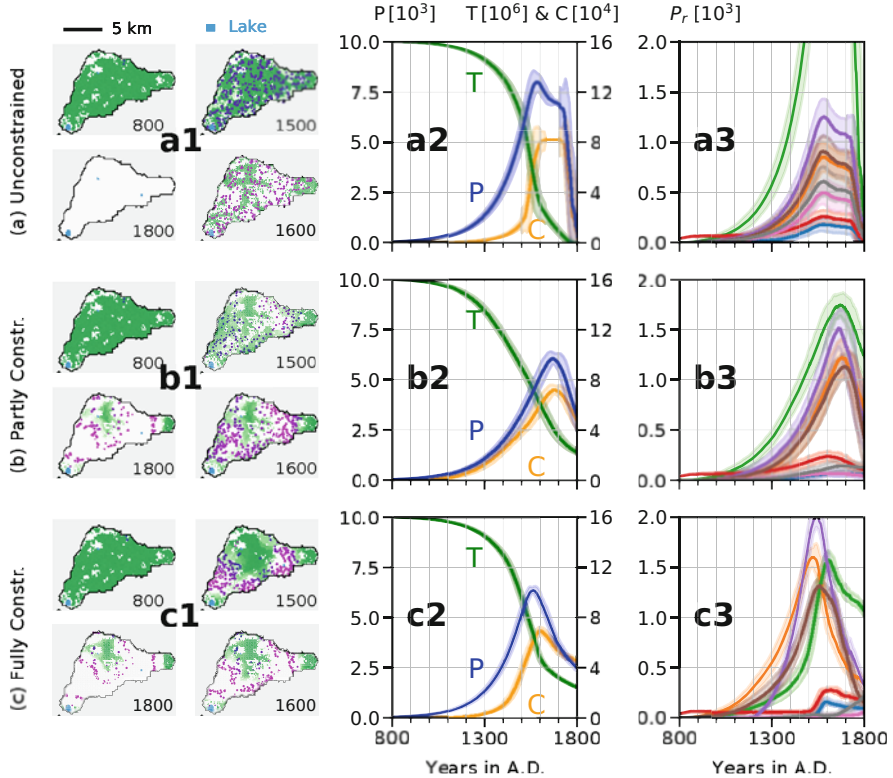 P [10³] T [10⁶] & C [10⁴] Pᵣ [10³]
5 km Lake
(a) Unconstrained
800 1500
a1
1800 1600
10.0 7.5 5.0 2.5 0.0
T P C
a2
16 12 8 4 0
2.0 1.5 1.0 0.5 0.0
a3
(b) Partly Constr.
800 1500
b1
1800 1600
10.0 7.5 5.0 2.5 0.0
T P C
b2
16 12 8 4 0
2.0 1.5 1.0 0.5 0.0
b3
(c) Fully Constr.
800 1500
c1
1800 1600
10.0 7.5 5.0 2.5 0.0
T P C
c2
16 12 8 4 0
2.0 1.5 1.0 0.5 0.0
c3
800 1300 1800
800 1300 1800
Years in A.D.
Years in A.D.